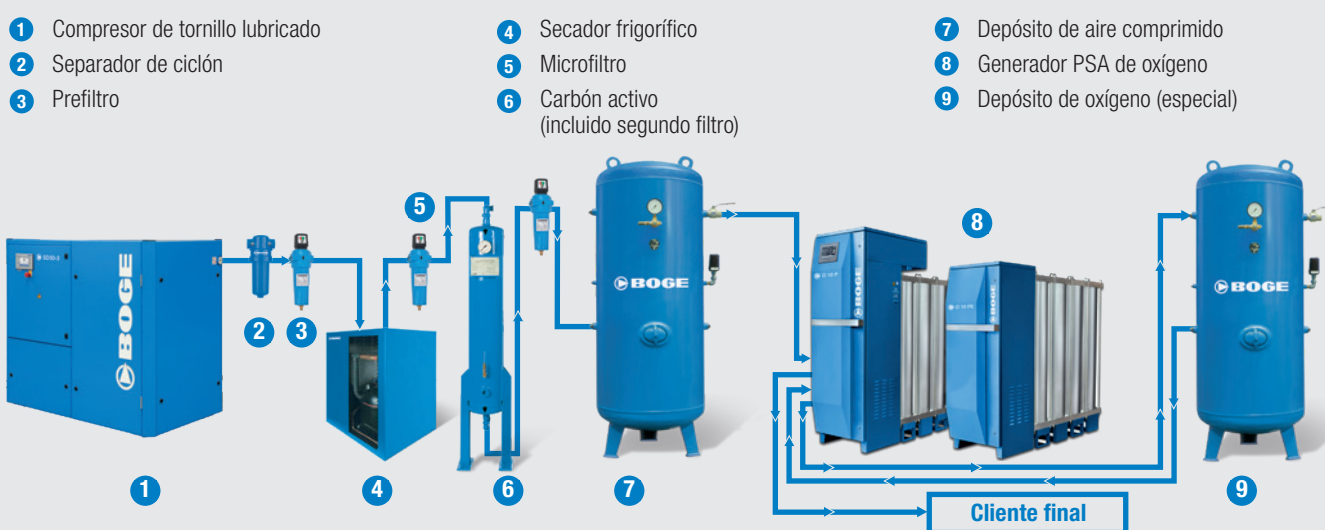 1 Compresor de tornillo lubricado
2 Separador de ciclón
3 Prefiltro
4 Secador frigorífico
5 Microfiltro
6 Carbón activo
(incluido segundo filtro)
7 Depósito de aire comprimido
8 Generador PSA de oxígeno
9 Depósito de oxígeno (especial)
5
8
BOGE
BOGE
BOGE
BOGE
BOGE
2
3
1
4
6
7
9
Cliente final